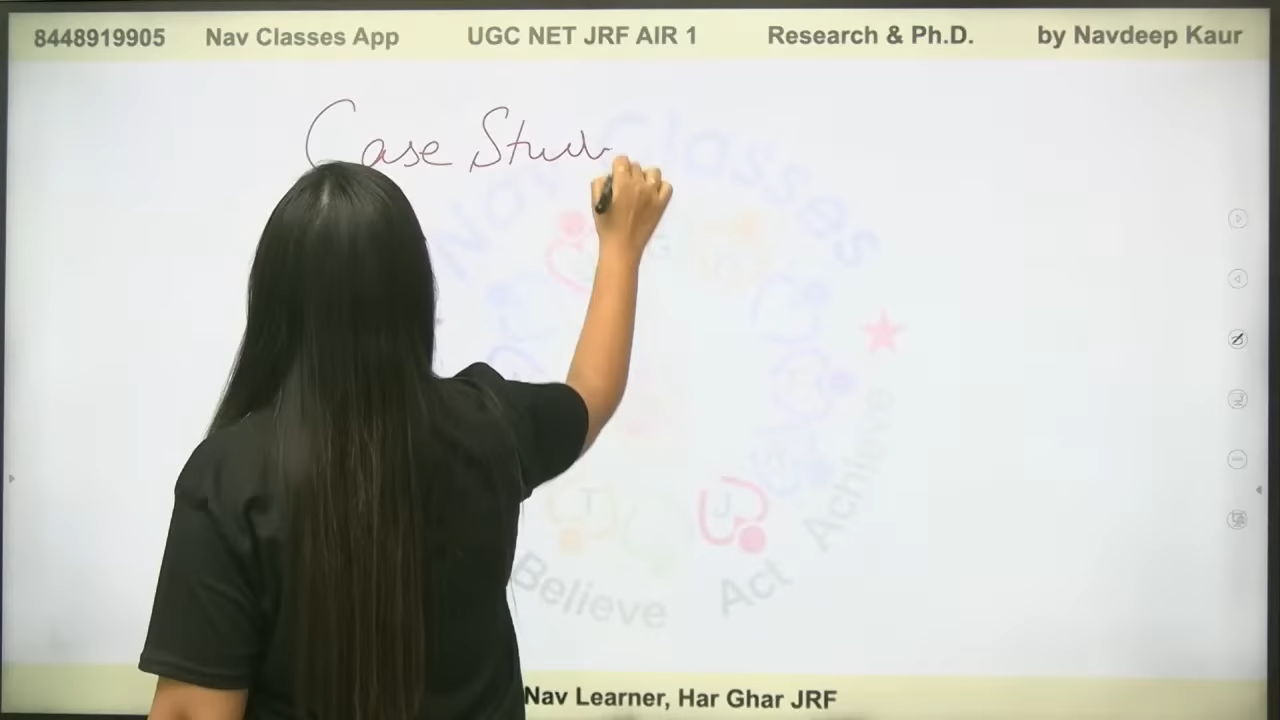 8448919905 Nav Classes App UGC NET JRF AIR 1 Research & Ph.D. by Navdeep Kaur
Case Stud
Nav Classes
Believe Act Achieve
Nav Learner, Har Ghar JRF